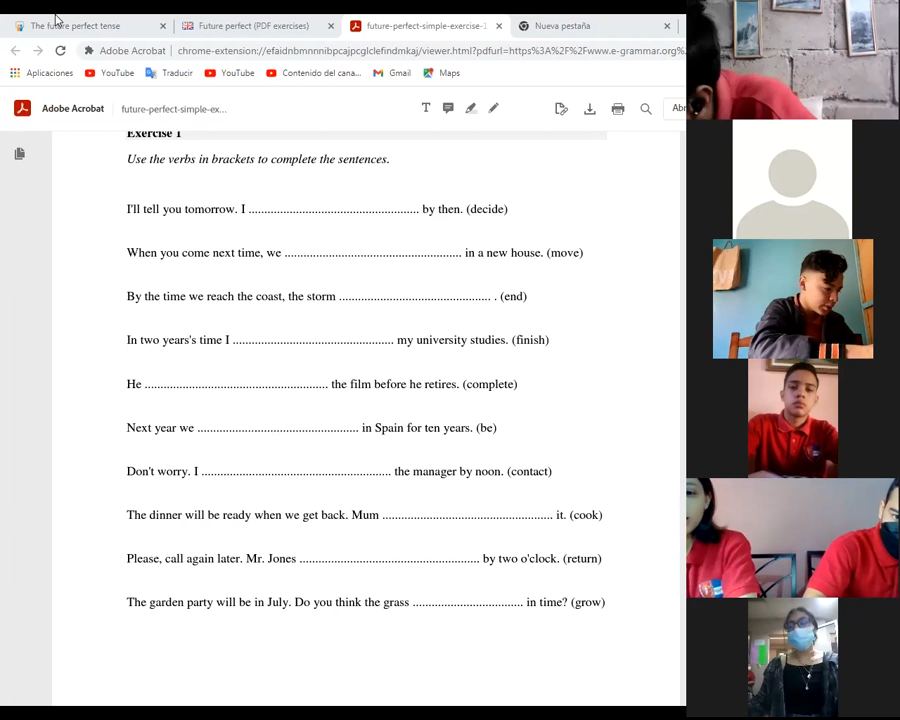 The future perfect tense
Future perfect (PDF exercises)
future-perfect-simple-exercise-1
Nueva pestaña
Adobe Acrobat
chrome-extension://efaidnbmnnnibpcajpcglclefindmkaj/viewer.html?pdfurl=https%3A%2F%2Fwww.e-grammar.org%
Aplicaciones
YouTube
Traducir
YouTube
Contenido del cana...
Gmail
Maps
Adobe Acrobat
future-perfect-simple-ex...
Abr
Exercise 1
Use the verbs in brackets to complete the sentences.
I'll tell you tomorrow. I ...................................................... by then. (decide)
When you come next time, we ........................................................ in a new house. (move)
By the time we reach the coast, the storm ................................................ . (end)
In two years's time I ................................................... my university studies. (finish)
He .......................................................... the film before he retires. (complete)
Next year we ................................................... in Spain for ten years. (be)
Don't worry. I ............................................................ the manager by noon. (contact)
The dinner will be ready when we get back. Mum ...................................................... it. (cook)
Please, call again later. Mr. Jones ......................................................... by two o'clock. (return)
The garden party will be in July. Do you think the grass ................................... in time? (grow)